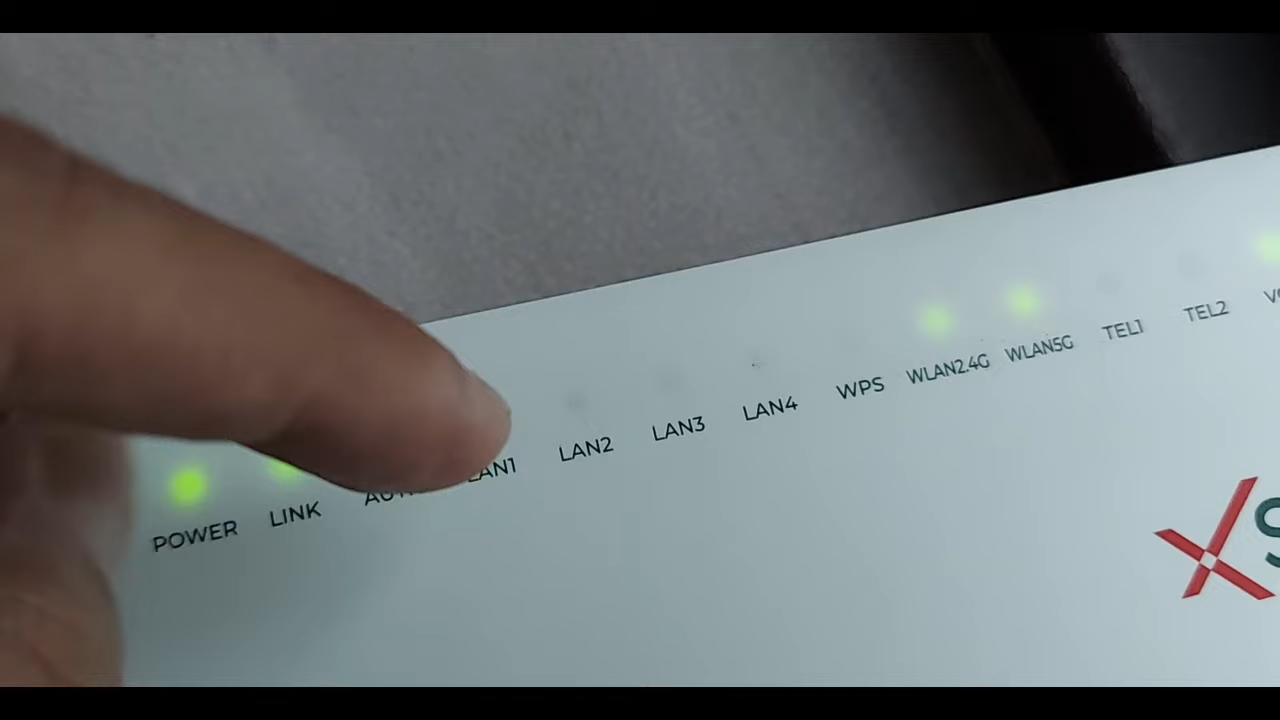 POWER
LINK
LAN2
LAN3
LAN4
WPS
WLAN2.4G
WLAN5G
TEL1
TEL2